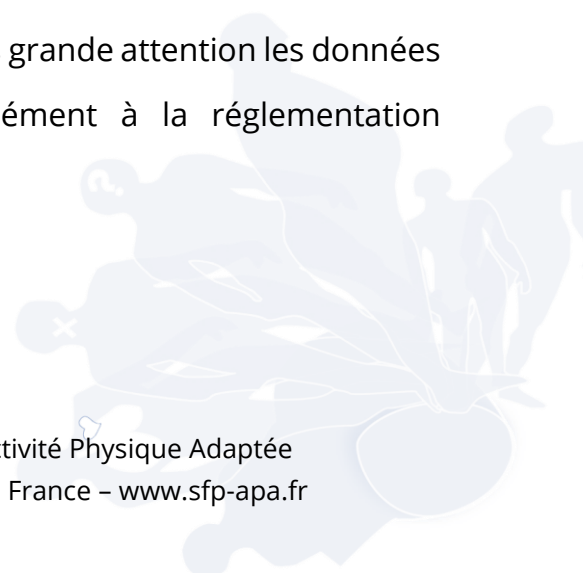 grande attention les données
ément à la réglementation
tivité Physique Adaptée
France – www.sfp-apa.fr